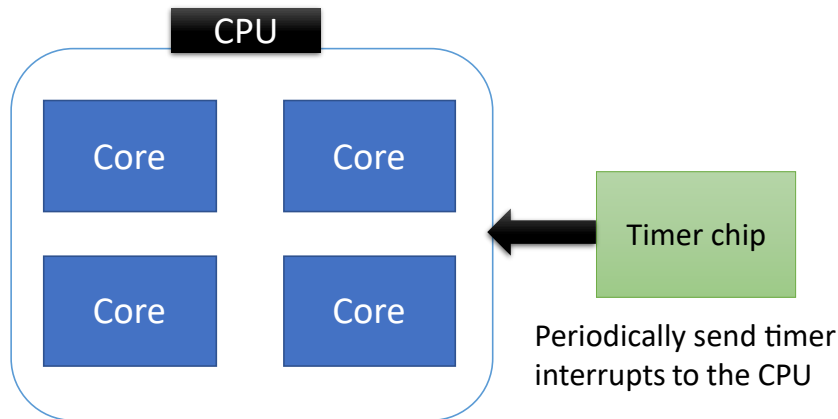 CPU
Core
Core
Core
Core
Timer chip
Periodically send timer
interrupts to the CPU